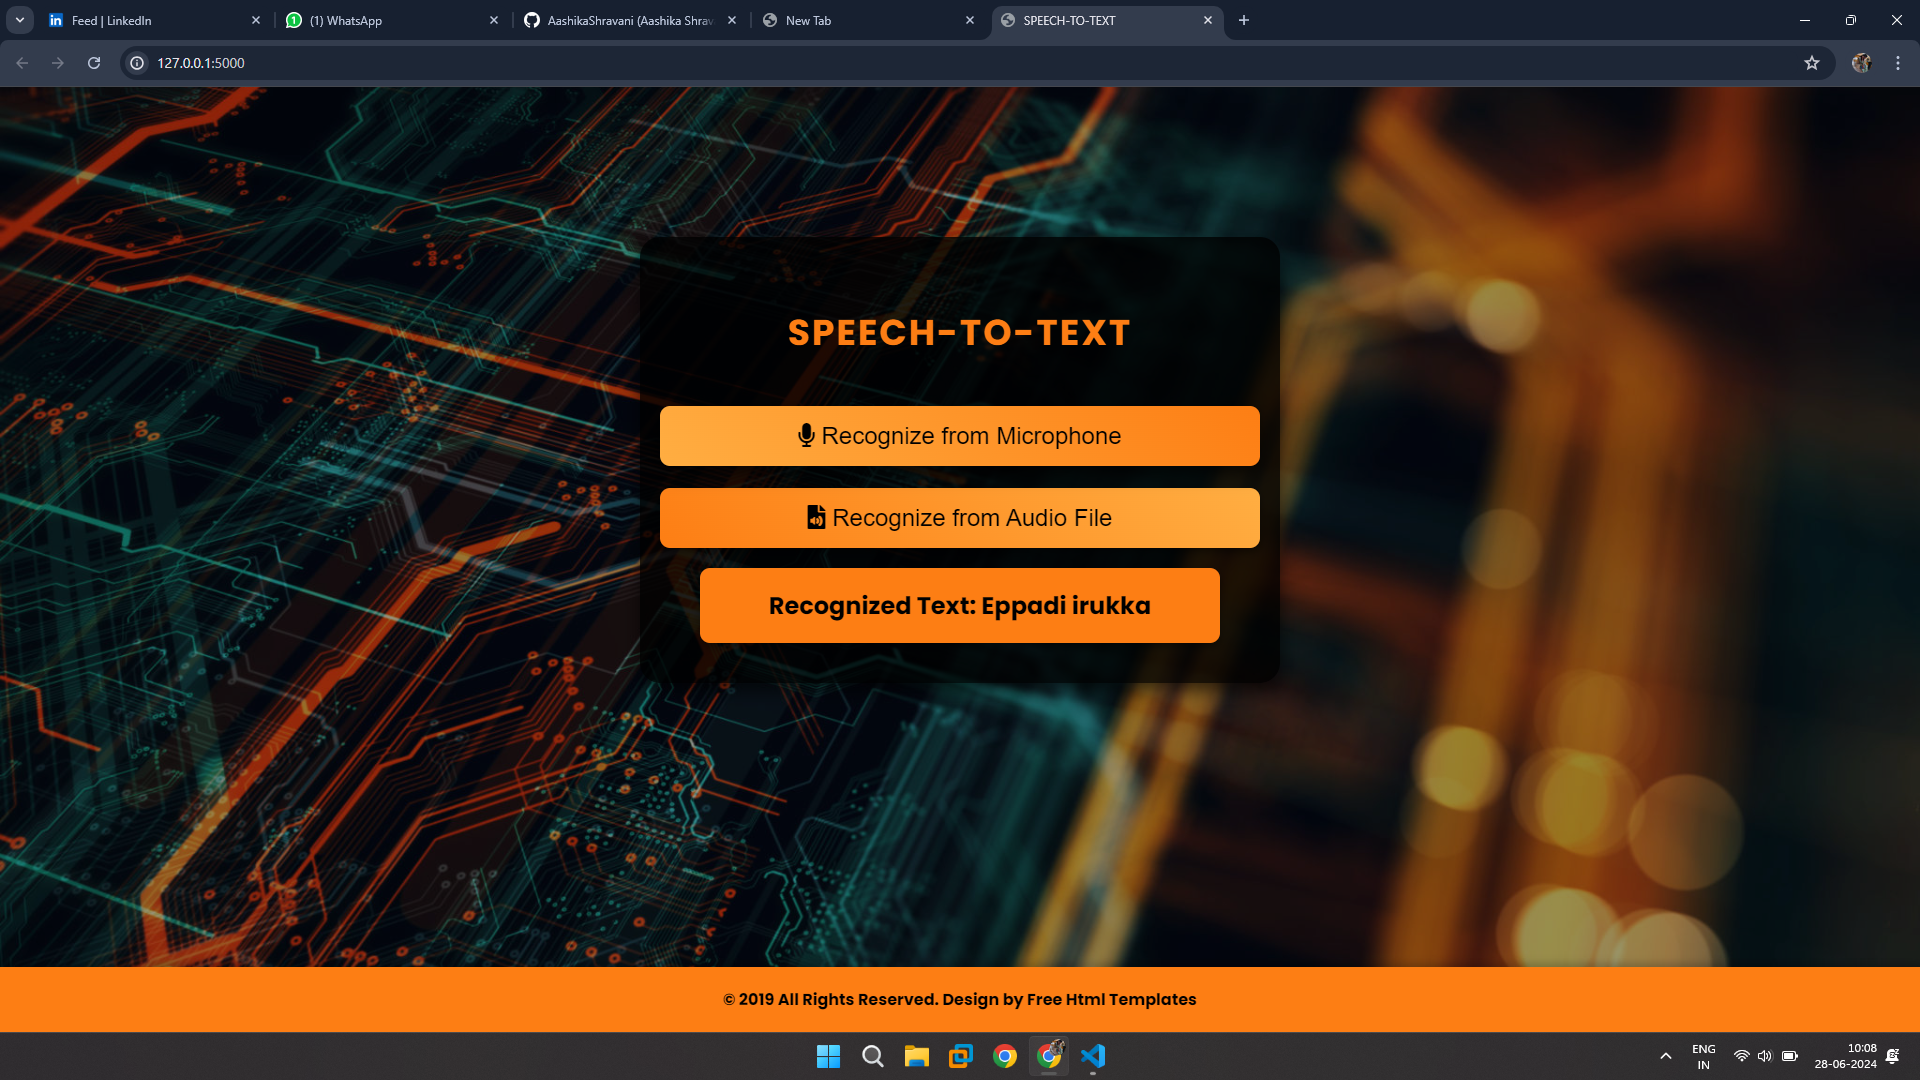 Feed | LinkedIn
(1) WhatsApp
AashikaShravani (Aashika Shrav
New Tab
SPEECH-TO-TEXT
127.0.0.1:5000
SPEECH-TO-TEXT
Recognize from Microphone
Recognize from Audio File
Recognized Text: Eppadi irukka
© 2019 All Rights Reserved. Design by Free Html Templates
ENG
IN
10:08
28-06-2024